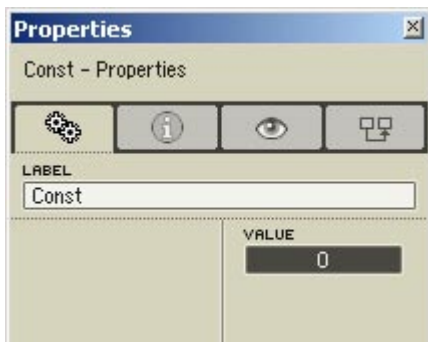 Properties
Const - Properties
LABEL
Const
VALUE
0